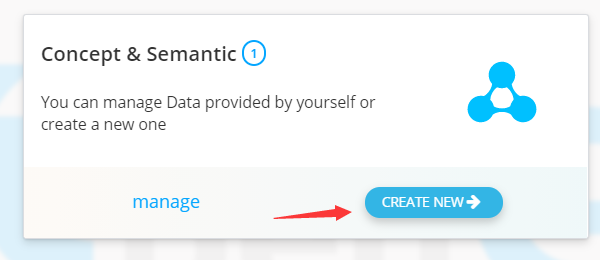 Concept & Semantic 1
You can manage Data provided by yourself or
create a new one
manage
CREATE NEW